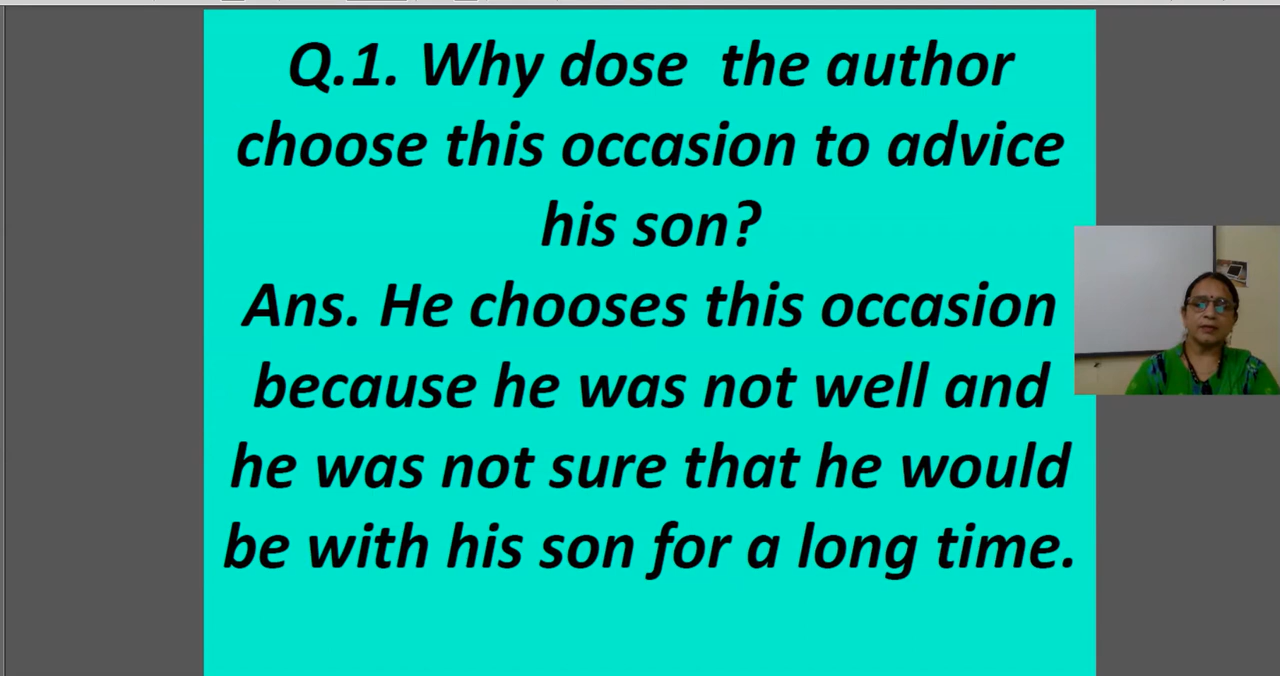 Q.1. Why dose the author
choose this occasion to advice
his son?
Ans. He chooses this occasion
because he was not well and
he was not sure that he would
be with his son for a long time.